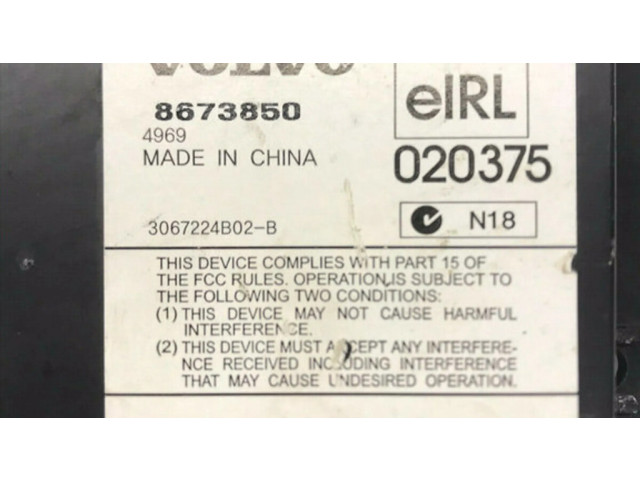 VOLVO
8673850
4969
MADE IN CHINA
3067224B02-B
eIRL
020375
N18
THIS DEVICE COMPLIES WITH PART 15 OF
THE FCC RULES. OPERATION IS SUBJECT TO
THE FOLLOWING TWO CONDITIONS:
(1) THIS DEVICE MAY NOT CAUSE HARMFUL
INTERFERENCE.
(2) THIS DEVICE MUST ACCEPT ANY INTERFERE-
NCE RECEIVED INCLUDING INTERFERENCE
THAT MAY CAUSE UNDESIRED OPERATION.